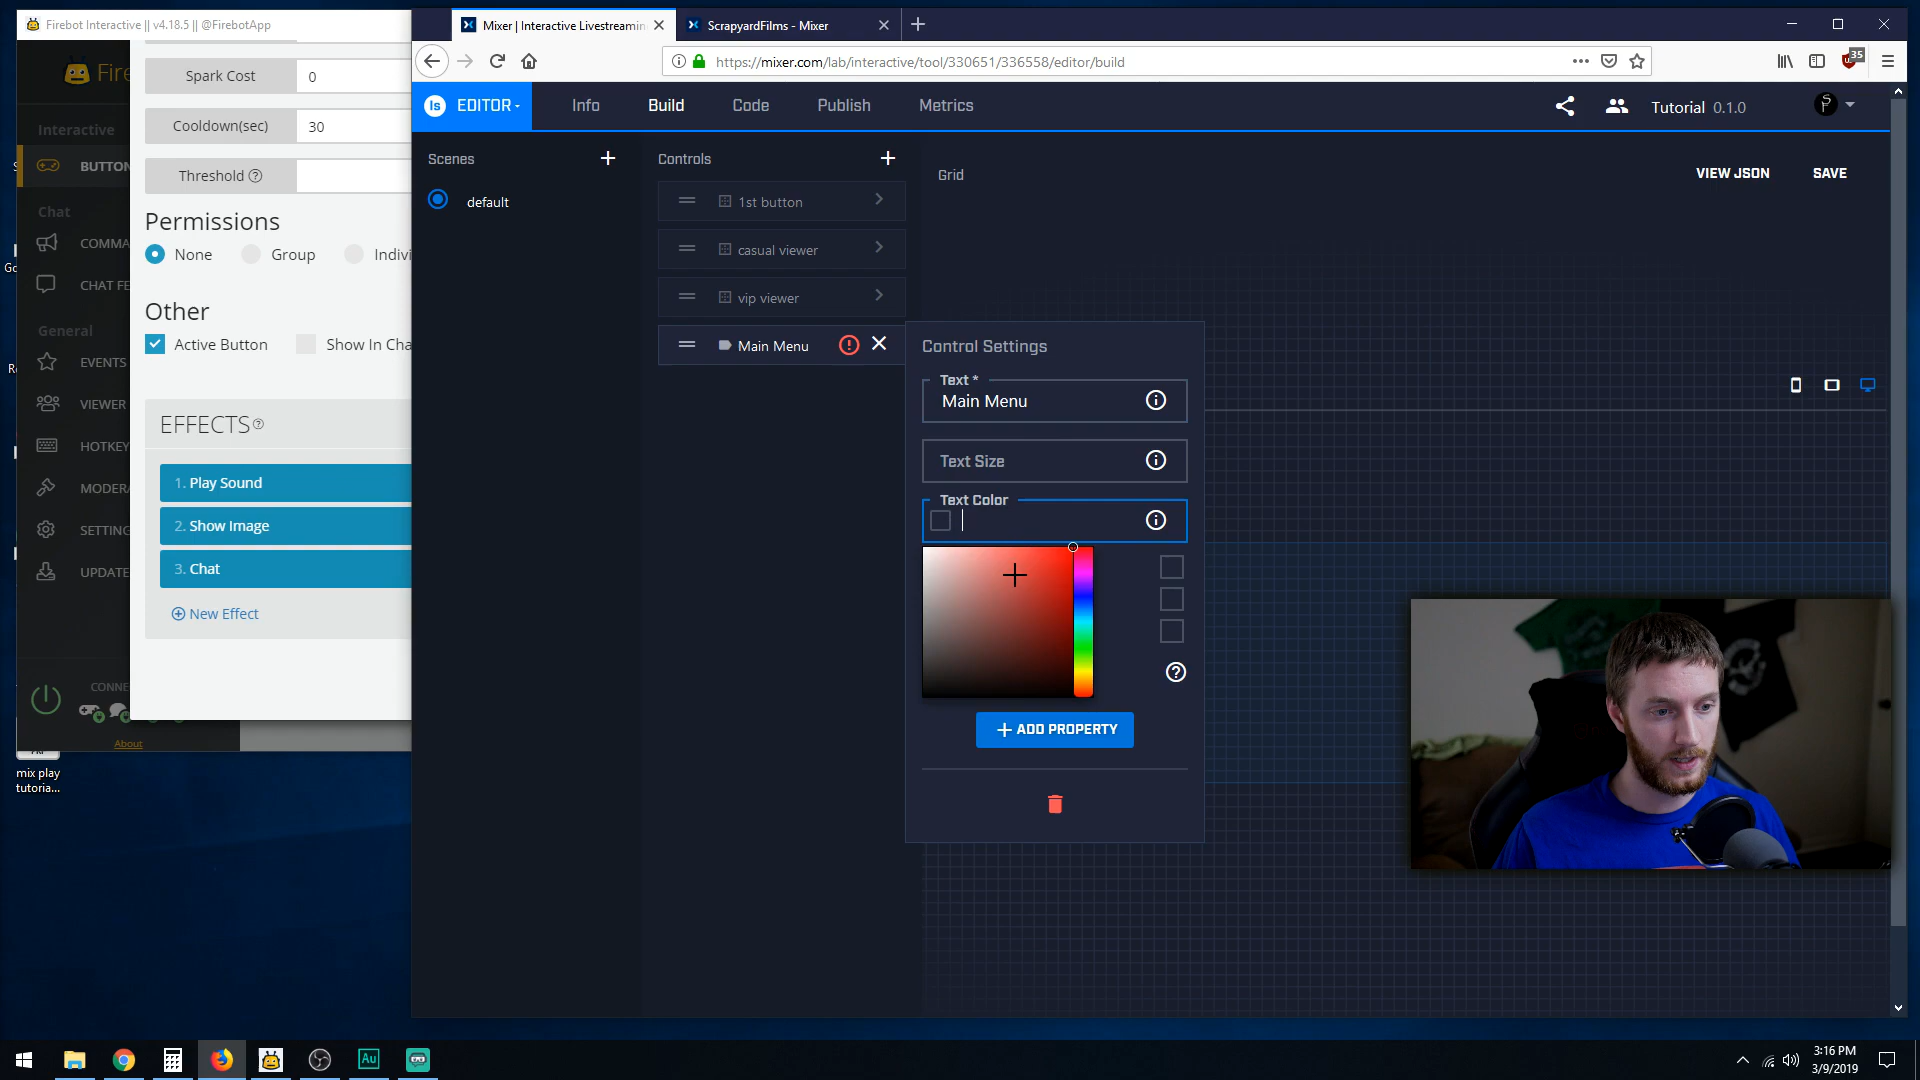 Firebot Interactive || v4.18.5 || @FirebotApp
Mixer | Interactive Livestreamin
ScrapyardFilms - Mixer
https://mixer.com/lab/interactive/tool/330651/336558/editor/build
35
Fire
Interactive
BUTTON
Chat
COMMA
CHAT FE
General
EVENTS
VIEWER
HOTKEY
MODERA
SETTING
UPDATE
CONNE
About
Spark Cost
0
Cooldown(sec)
30
Threshold
Permissions
None
Group
Indivi
Other
Active Button
Show In Cha
EFFECTS
1. Play Sound
2. Show Image
3. Chat
New Effect
mix play
tutoria...
EDITOR
Info
Build
Code
Publish
Metrics
Tutorial 0.1.0
Scenes
default
Controls
1st button
casual viewer
vip viewer
Main Menu
Grid
VIEW JSON
SAVE
Control Settings
Text *
Main Menu
Text Size
Text Color
ADD PROPERTY
Au
3:16 PM
3/9/2019